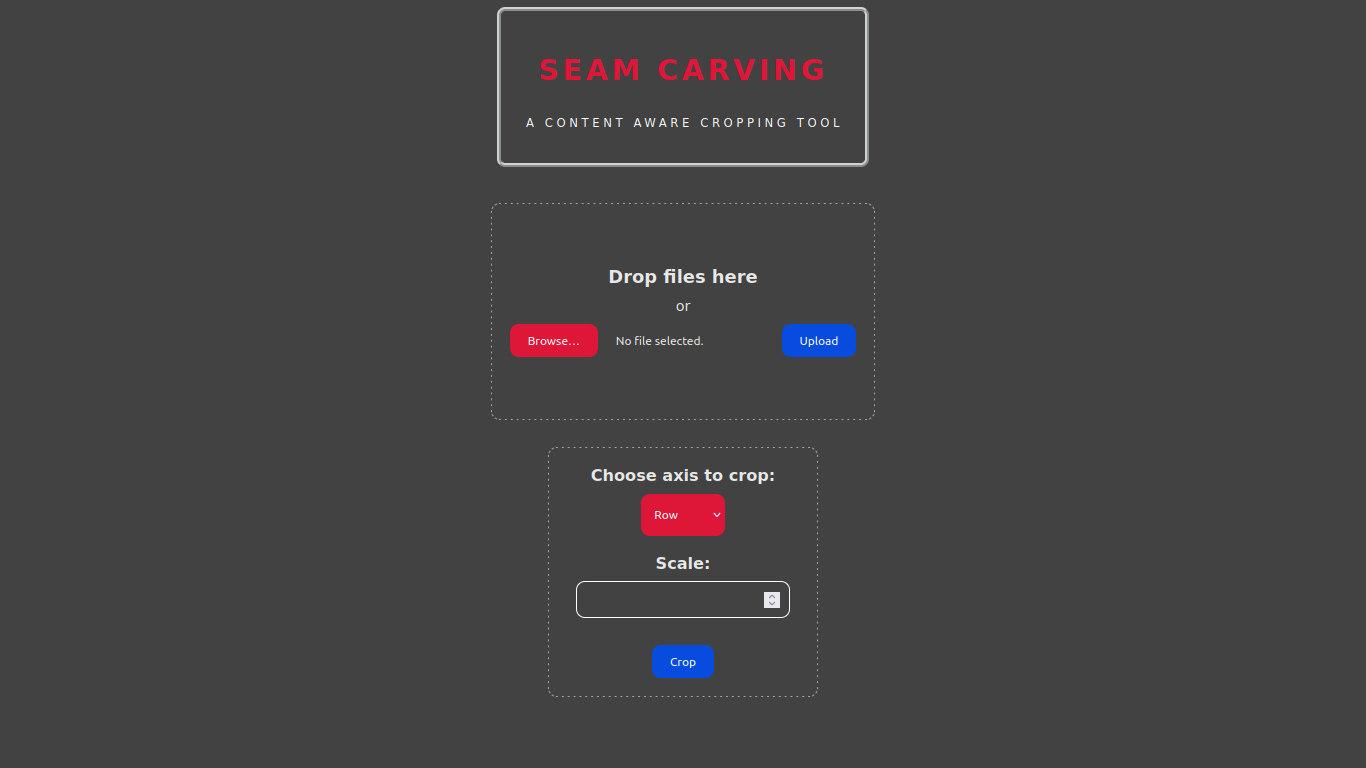 SEAM CARVING
A CONTENT AWARE CROPPING TOOL
Drop files here
or
Browse... No file selected. Upload
Choose axis to crop:
Row
Scale:
Crop